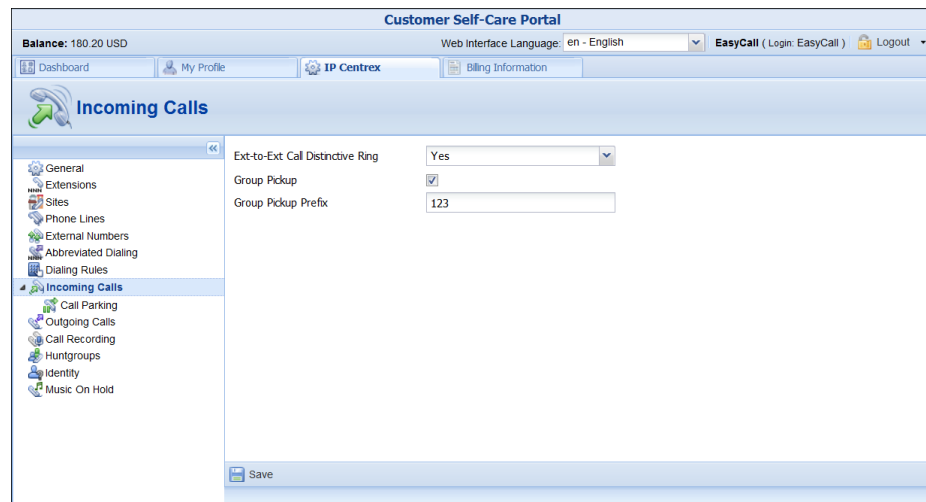 Customer Self-Care Portal
Balance: 180.20 USD Web Interface Language: en - English EasyCall ( Login: EasyCall ) Logout
Dashboard My Profile IP Centrex Billing Information
Incoming Calls
General
Extensions
Sites
Phone Lines
External Numbers
Abbreviated Dialing
Dialing Rules
Incoming Calls
Call Parking
Outgoing Calls
Call Recording
Huntgroups
Identity
Music On Hold
Ext-to-Ext Call Distinctive Ring Yes
Group Pickup
Group Pickup Prefix 123
Save